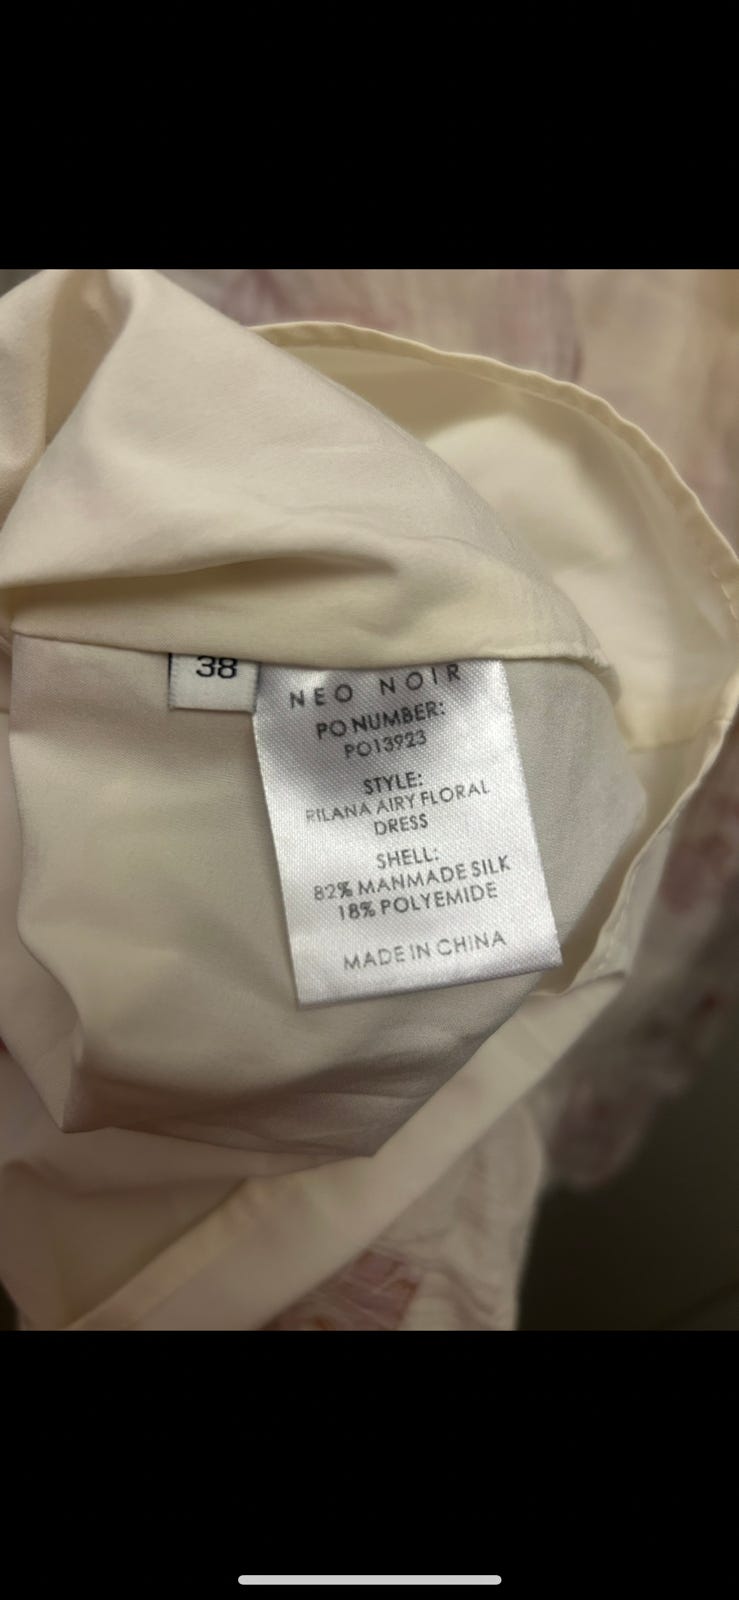 38
NEO NOIR
PO NUMBER:
PO13923
STYLE:
RILANA AIRY FLORAL
DRESS
SHELL:
82% MANMADE SILK
18% POLYEMIDE
MADE IN CHINA